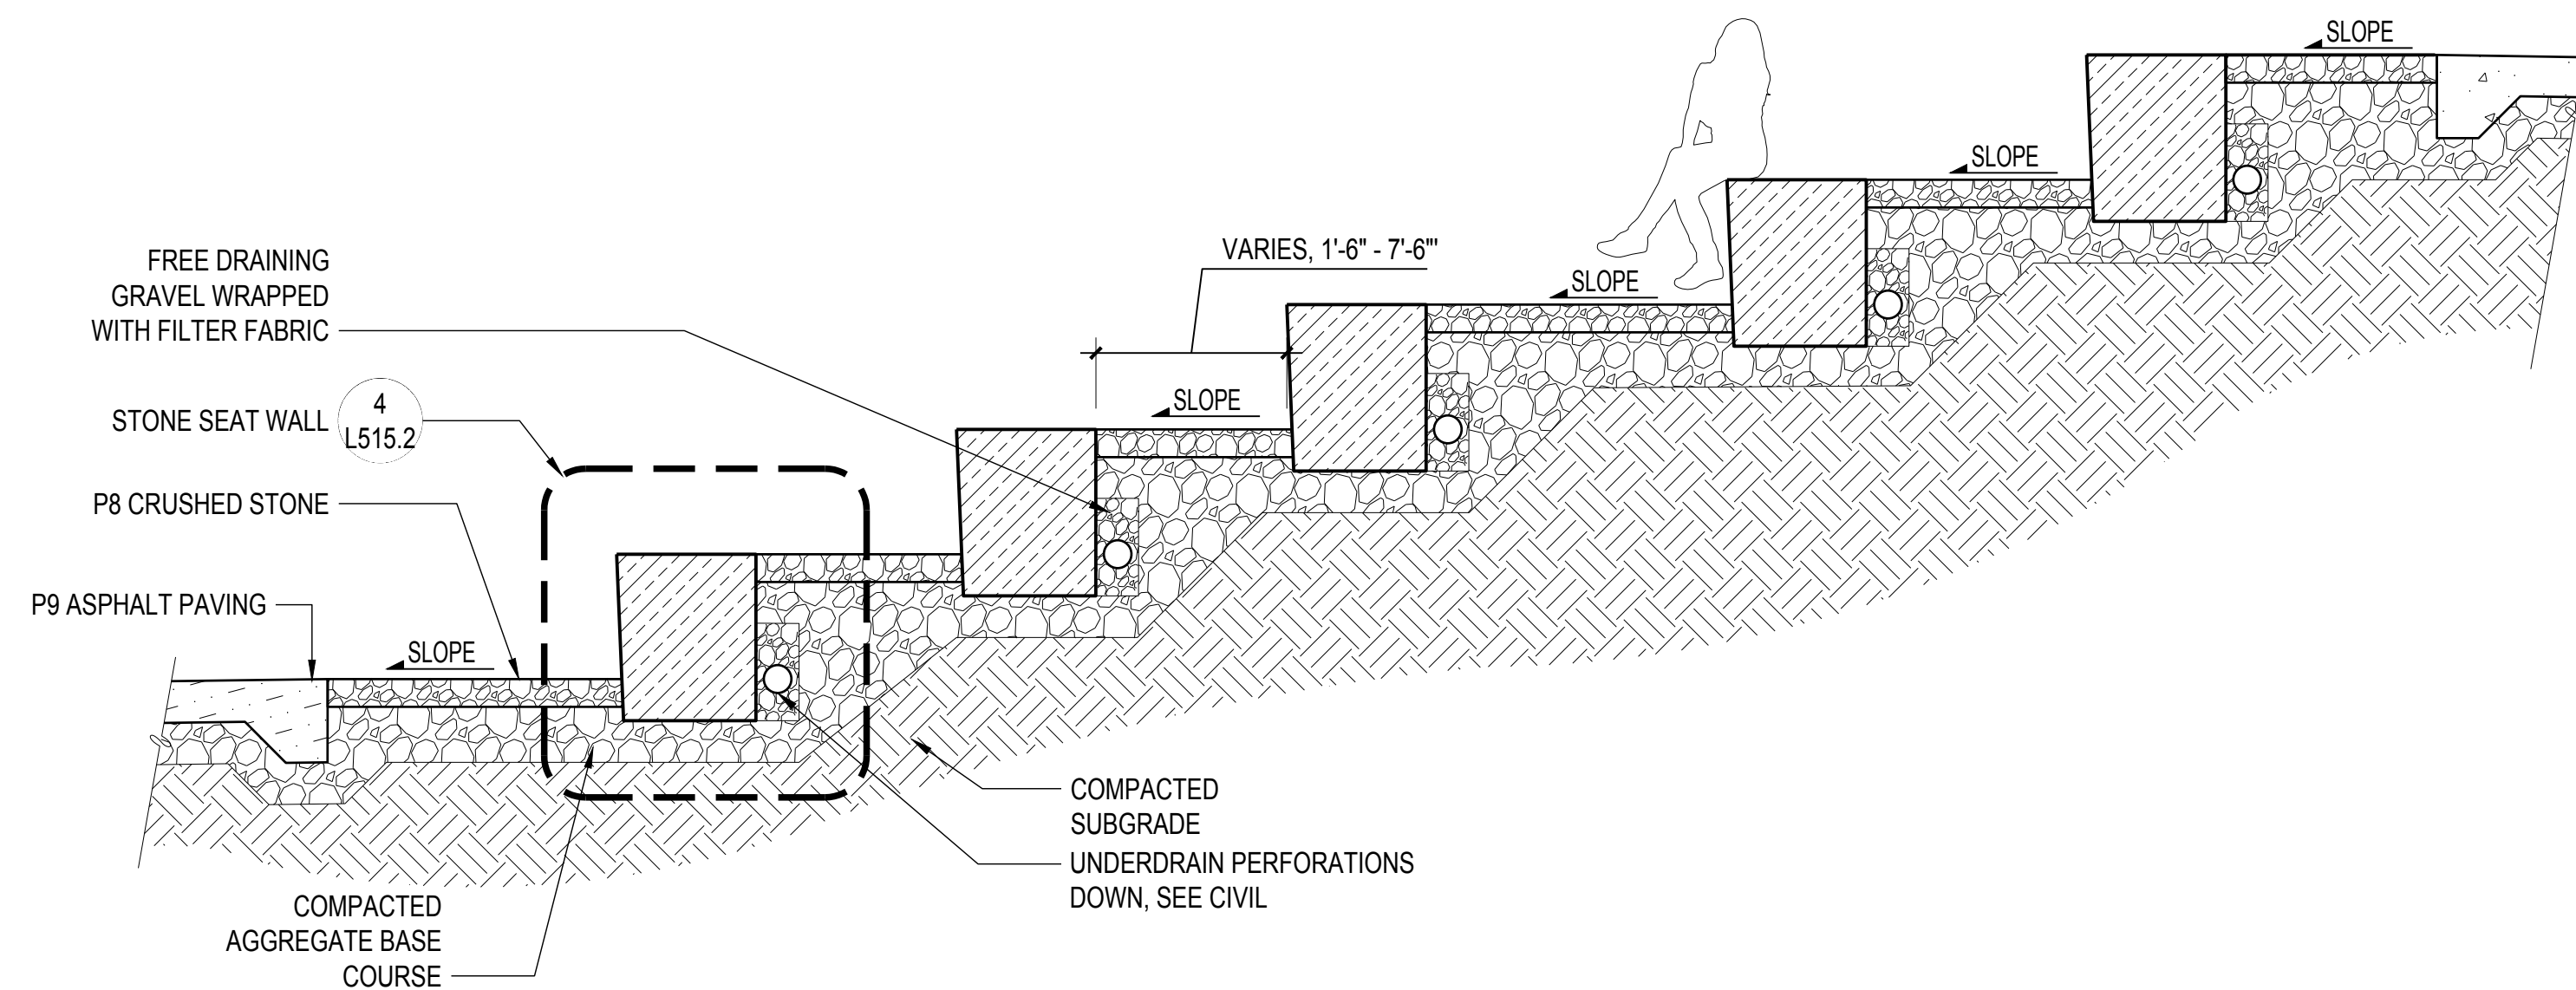 SLOPE
SLOPE
VARIES, 1'-6" - 7'-6'"
SLOPE
FREE DRAINING
GRAVEL WRAPPED
WITH FILTER FABRIC
SLOPE
STONE SEAT WALL
4
L515.2
P8 CRUSHED STONE
P9 ASPHALT PAVING
SLOPE
COMPACTED
SUBGRADE
UNDERDRAIN PERFORATIONS
DOWN, SEE CIVIL
COMPACTED
AGGREGATE BASE
COURSE